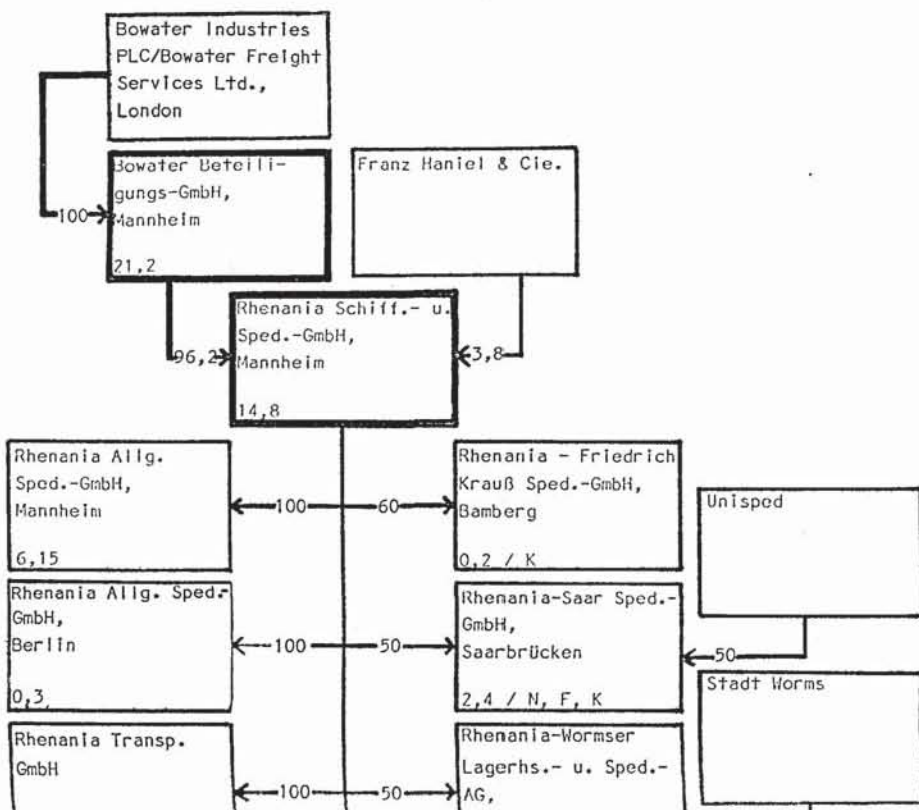 Bowater Industries
PLC/Bowater Freight
Services Ltd.,
London
Bowater Beteili-
gungs-GmbH,
Mannheim
21,2
100
Franz Haniel & Cie.
Rhenania Schiff.- u.
Sped.-GmbH,
Mannheim
14,8
96,2
3,8
Rhenania Allg.
Sped.-GmbH,
Mannheim
6,15
100
60
Rhenania - Friedrich
Krauß Sped.-GmbH,
Bamberg
0,2 / K
Unisped
Rhenania Allg. Sped.-
GmbH,
Berlin
0,3
100
50
Rhenania-Saar Sped.-
GmbH,
Saarbrücken
2,4 / N, F, K
50
Stadt Worms
Rhenania Transp.
GmbH
100
50
Rhenania-Wormser
Lagerhs.- u. Sped.-
AG,